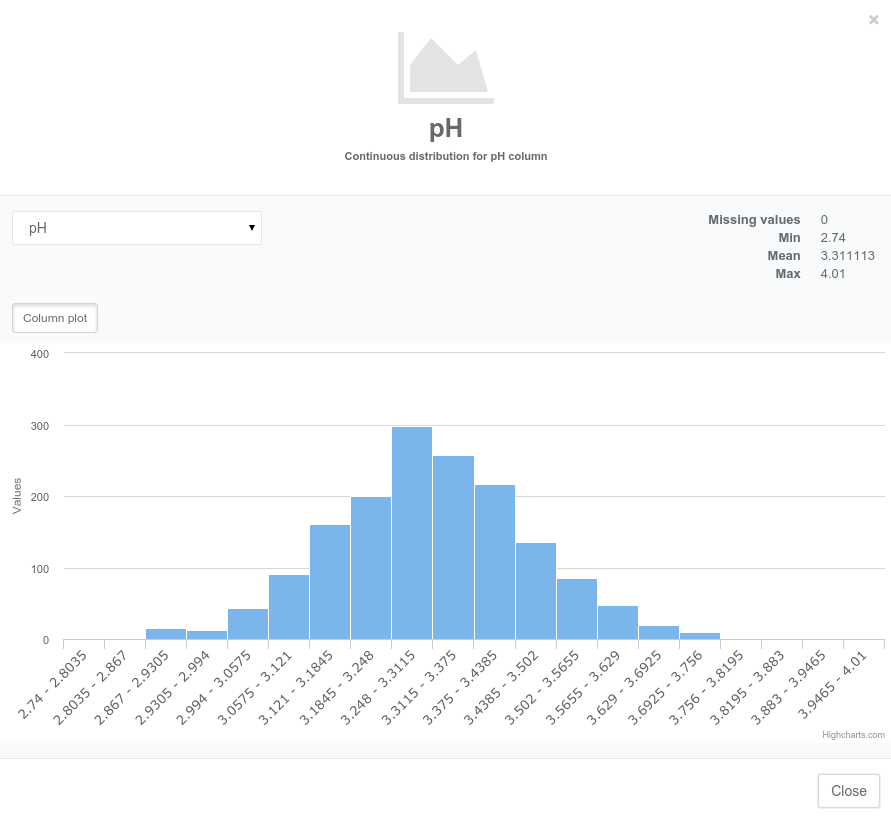 ×
pH
Continuous distribution for pH column
pH
Missing values 0
Min 2.74
Mean 3.311113
Max 4.01
Column plot
400
300
200
100
0
Values
2.74 - 2.8035
2.8035 - 2.867
2.867 - 2.9305
2.9305 - 2.994
2.994 - 3.0575
3.0575 - 3.121
3.121 - 3.1845
3.1845 - 3.248
3.248 - 3.3115
3.3115 - 3.375
3.375 - 3.4385
3.4385 - 3.502
3.502 - 3.5655
3.5655 - 3.629
3.629 - 3.6925
3.6925 - 3.756
3.756 - 3.8195
3.8195 - 3.883
3.883 - 3.9465
3.9465 - 4.01
Highcharts.com
Close